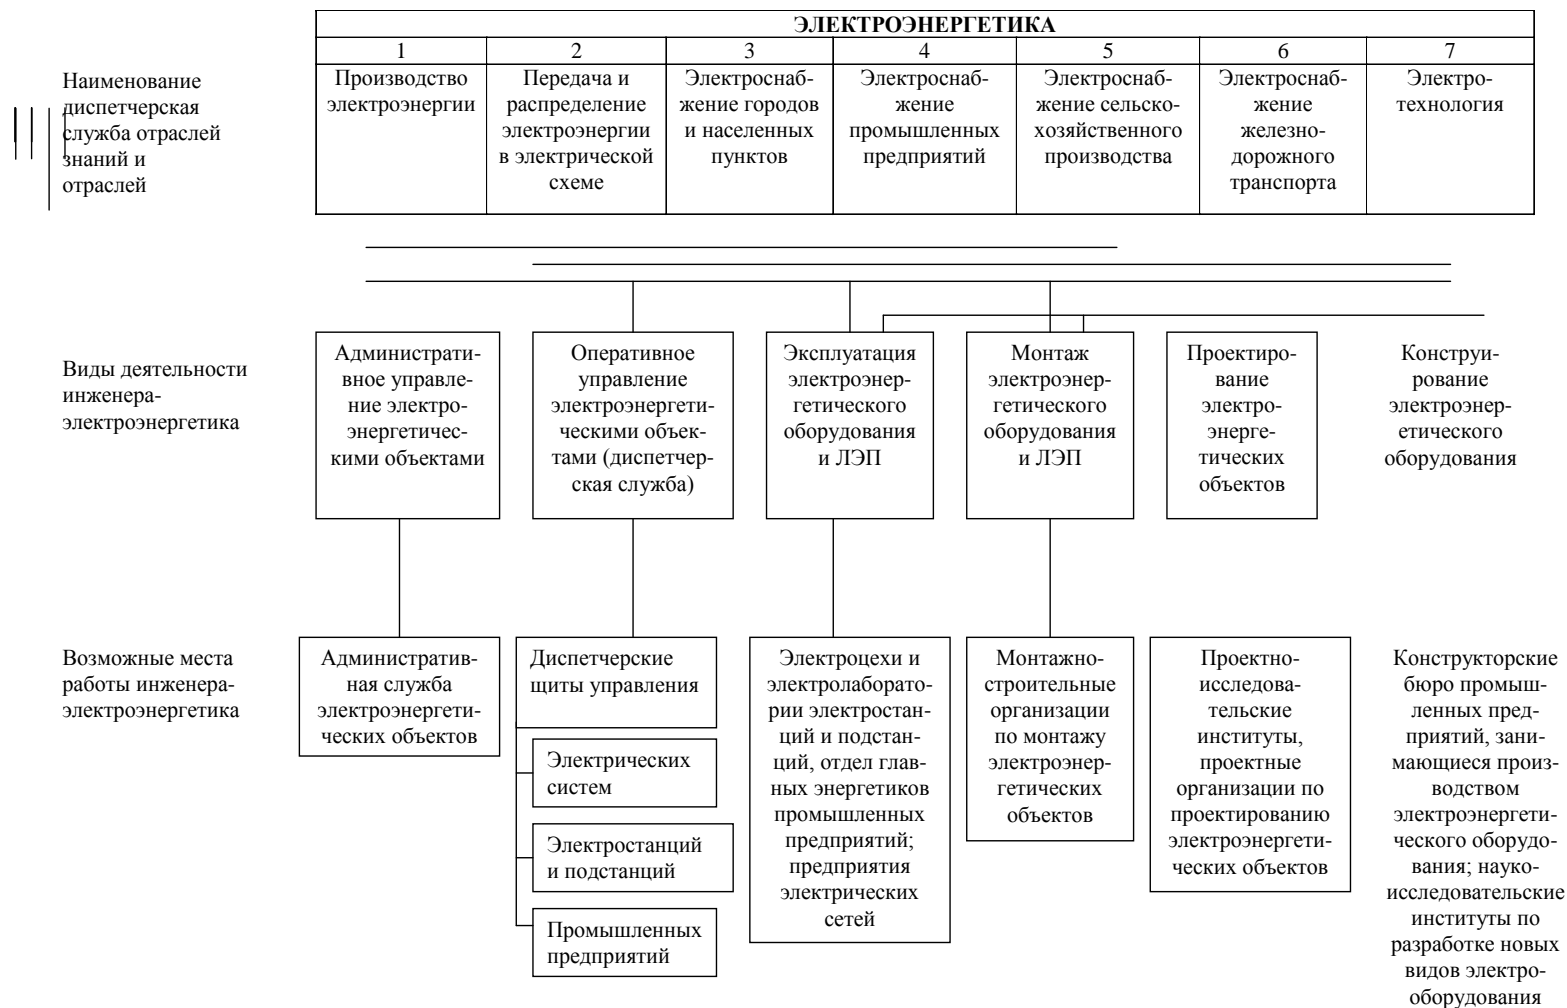 ЭЛЕКТРОЭНЕРГЕТИКА
1 2 3 4 5 6 7
Наименование
диспетчерская
служба отраслей
знаний и
отраслей
Производство
электроэнергии
Передача и
распределение
электроэнергии
в электрической
схеме
Электроснаб-
жение городов
и населенных
пунктов
Электроснаб-
жение
промышленных
предприятий
Электроснаб-
жение сельско-
хозяйственного
производства
Электроснаб-
жение
железно-
дорожного
транспорта
Электро-
технология
Виды деятельности
инженера-
электроэнергетика
Администрати-
вное управле-
ние электро-
энергетичес-
кими объектами
Оперативное
управление
электроэнергети-
ческими объек-
тами (диспетчер-
ская служба)
Эксплуатация
электроэнер-
гетического
оборудования
и ЛЭП
Монтаж
электроэнер-
гетического
оборудования
и ЛЭП
Проектиро-
вание
электро-
энерге-
тических
объектов
Конструи-
рование
электроэнер-
етического
оборудования
Возможные места
работы инженера-
электроэнергетика
Административ-
ная служба
электроэнергети-
ческих объектов
Диспетчерские
щиты управления
Электрических
систем
Электростанций
и подстанций
Промышленных
предприятий
Электроцехи и
электролаборато-
рии электростан-
ций и подстан-
ций, отдел глав-
ных энергетиков
промышленных
предприятий;
предприятия
электрических
сетей
Монтажно-
строительные
организации
по монтажу
электроэнер-
гетических
объектов
Проектно-
исследова-
тельские
институты,
проектные
организации по
проектированию
электроэнергети-
ческих объектов
Конструкторские
бюро промыш-
ленных пред-
приятий, зани-
мающиеся произ-
водством
электроэнергети-
ческого оборудо-
вания; науко-
исследовательские
институты по
разработке новых
видов электро-
оборудования